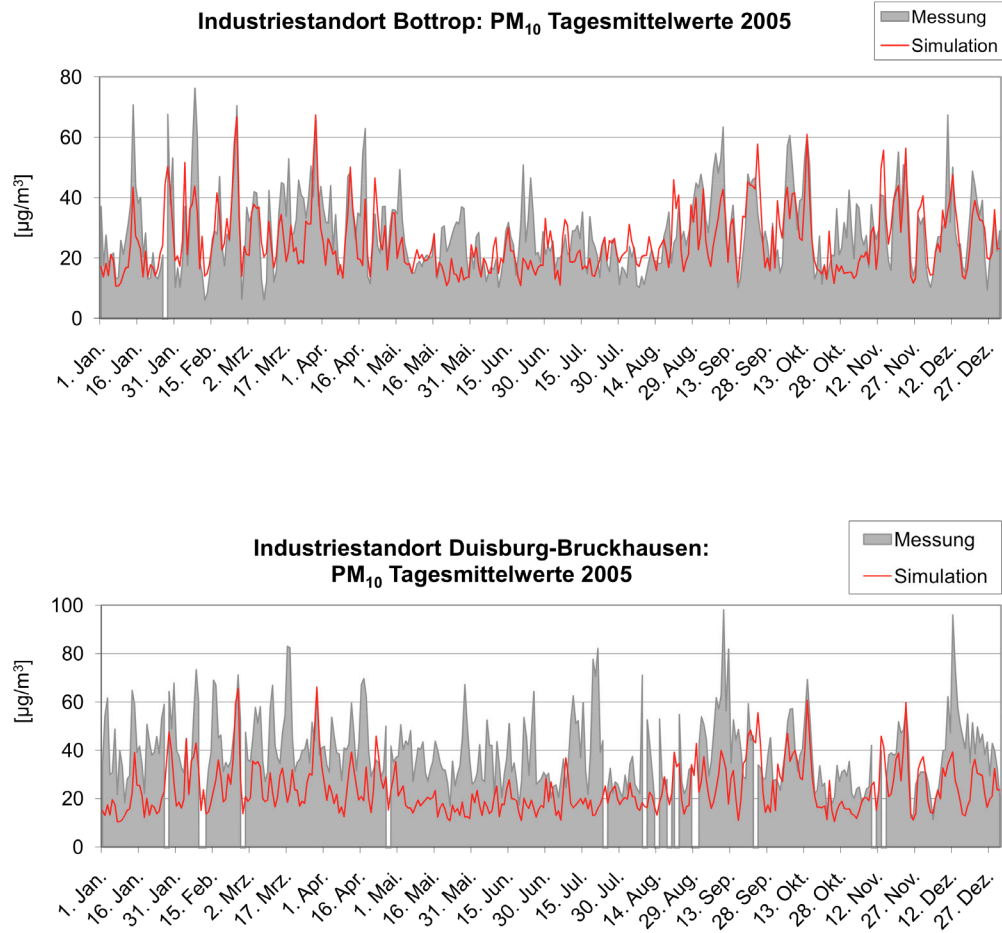 Industriestandort Bottrop: PM₁₀ Tagesmittelwerte 2005
Messung
Simulation
[µg/m³]
80
60
40
20
0
1. Jan.
16. Jan.
31. Jan.
15. Feb.
2. Mrz.
17. Mrz.
1. Apr.
16. Apr.
1. Mai
16. Mai
31. Mai
15. Jun.
30. Jun.
15. Jul.
30. Jul.
14. Aug.
29. Aug.
13. Sep.
28. Sep.
13. Okt.
28. Okt.
12. Nov.
27. Nov.
12. Dez.
27. Dez.
Industriestandort Duisburg-Bruckhausen:
PM₁₀ Tagesmittelwerte 2005
Messung
Simulation
[µg/m³]
100
80
60
40
20
0
1. Jan.
16. Jan.
31. Jan.
15. Feb.
2. Mrz.
17. Mrz.
1. Apr.
16. Apr.
1. Mai
16. Mai
31. Mai
15. Jun.
30. Jun.
15. Jul.
30. Jul.
14. Aug.
29. Aug.
13. Sep.
28. Sep.
13. Okt.
28. Okt.
12. Nov.
27. Nov.
12. Dez.
27. Dez.